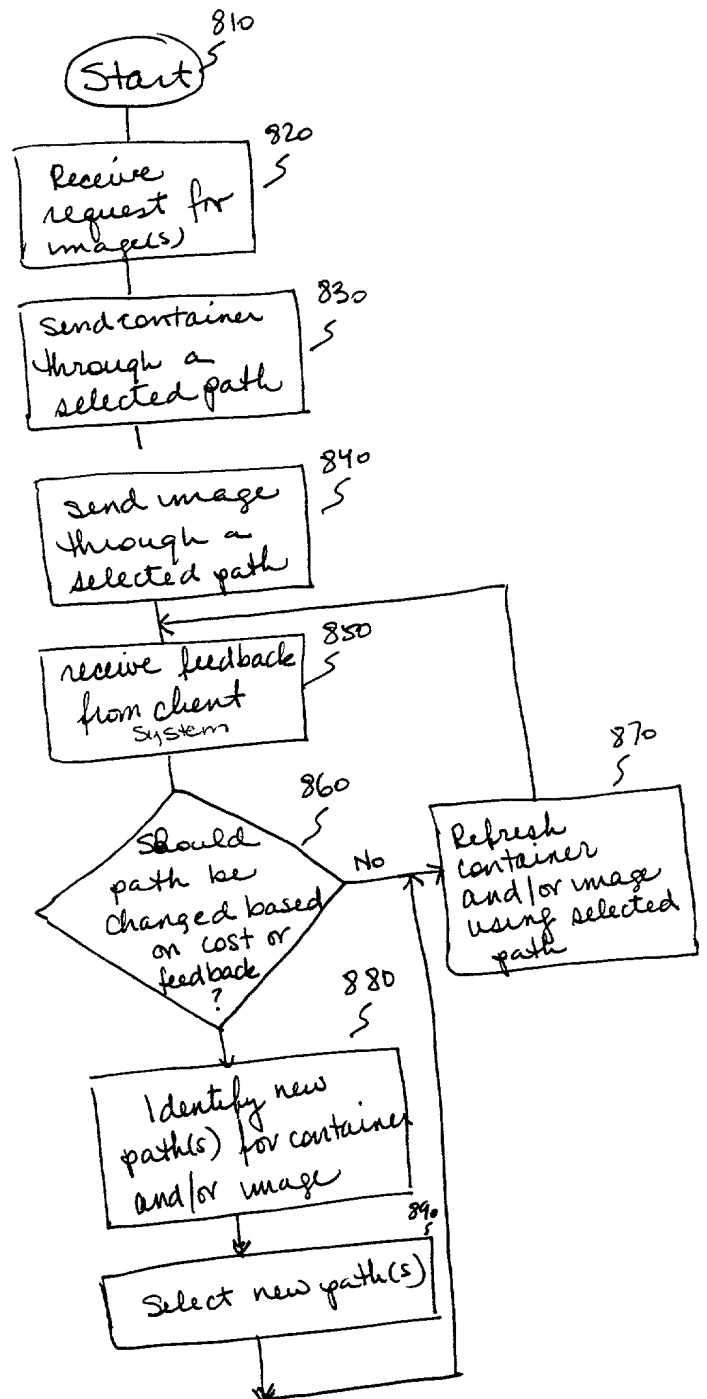 810
Start
820
Receive
request for
image(s)
830
send container
through a
selected path
840
send image
through a
selected path
850
receive feedback
from client
system
860
Should
path be
changed based
on cost or
feedback
?
No
870
Refresh
container
and/or image
using selected
path
880
Identify new
path(s) for container
and/or image
890
Select new path(s)